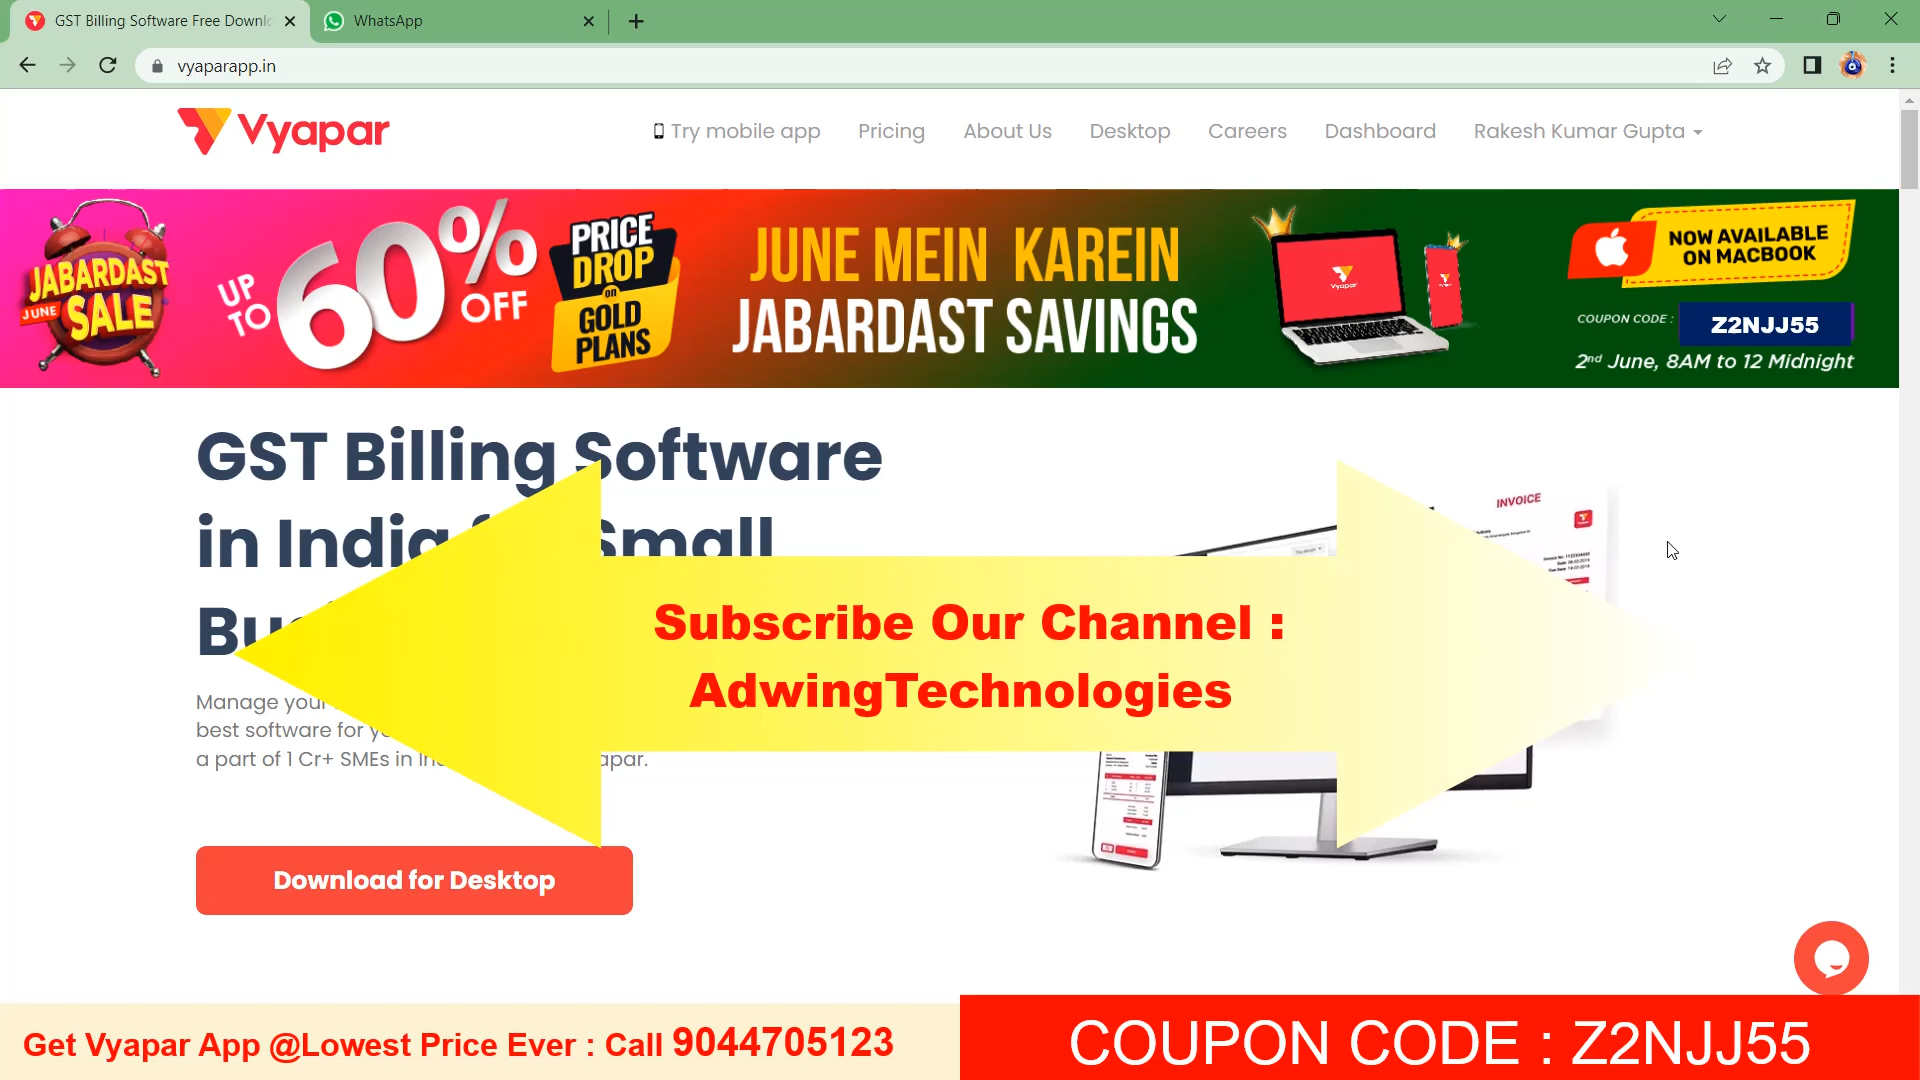 GST Billing Software Free Downlo
WhatsApp
vyaparapp.in
Vyapar
Try mobile app
Pricing
About Us
Desktop
Careers
Dashboard
Rakesh Kumar Gupta
JABARDAST
JUNE
SALE
UP
TO
60%
OFF
PRICE
DROP
on
GOLD
PLANS
JUNE MEIN KAREIN
JABARDAST SAVINGS
Vyapar
NOW AVAILABLE
ON MACBOOK
COUPON CODE :
Z2NJJ55
2nd June, 8AM to 12 Midnight
GST Billing Software
in India Small
Manage your
best software for
a part of 1 Cr+ SMEs in
INVOICE
Subscribe Our Channel :
AdwingTechnologies
Download for Desktop
Get Vyapar App @Lowest Price Ever : Call 9044705123
COUPON CODE : Z2NJJ55